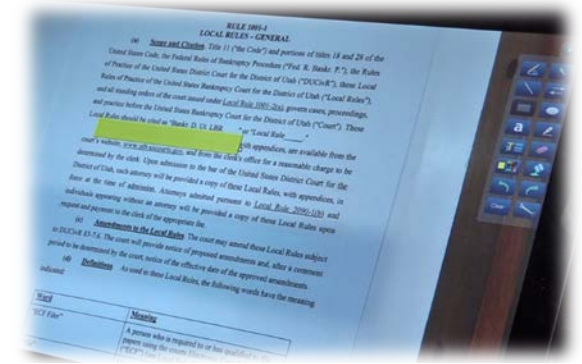 RULE 1001-1
LOCAL RULES - GENERAL
(a) Scope and Citation. Title 11 ("the Code") and portions of titles 18 and 28 of the
United States Code, the Federal Rules of Bankruptcy Procedure ("Fed. R. Bankr. P."), the Rules
of Practice of the United States District Court for the District of Utah ("DUCivR"), these Local
Rules of Practice of the United States Bankruptcy Court for the District of Utah ("Local Rules"),
and all standing orders of the court issued under Local Rule 1001-2(a), govern cases, proceedings,
and practice before the United States Bankruptcy Court for the District of Utah ("Court"). These
Local Rules should be cited as "Bankr. D. Ut. LBR ___" or "Local Rule ____."
with appendices, are available from the
court's website, and from the clerk's office for a reasonable charge to be
determined by the clerk. Upon admission to the bar of the United States District Court for the
District of Utah, each attorney will be provided a copy of these Local Rules, with appendices, in
force at the time of admission. Attorneys admitted pursuant to Local Rule 2090-1(b) and
individuals appearing without an attorney will be provided a copy of these Local Rules upon
request and payment to the clerk of the appropriate fee.
(c) Amendments to the Local Rules. The court may amend these Local Rules subject
to DUCivR 83-7.6. The court will provide notice of proposed amendments and, after a comment
period to be determined by the court, notice of the effective date of the approved amendments.
(d) Definitions. As used in these Local Rules, the following words have the meaning
indicated:
Word Meaning
"ECF Filer" A person who is required to or has qualified to
papers using the courts Electronic
a
Clear